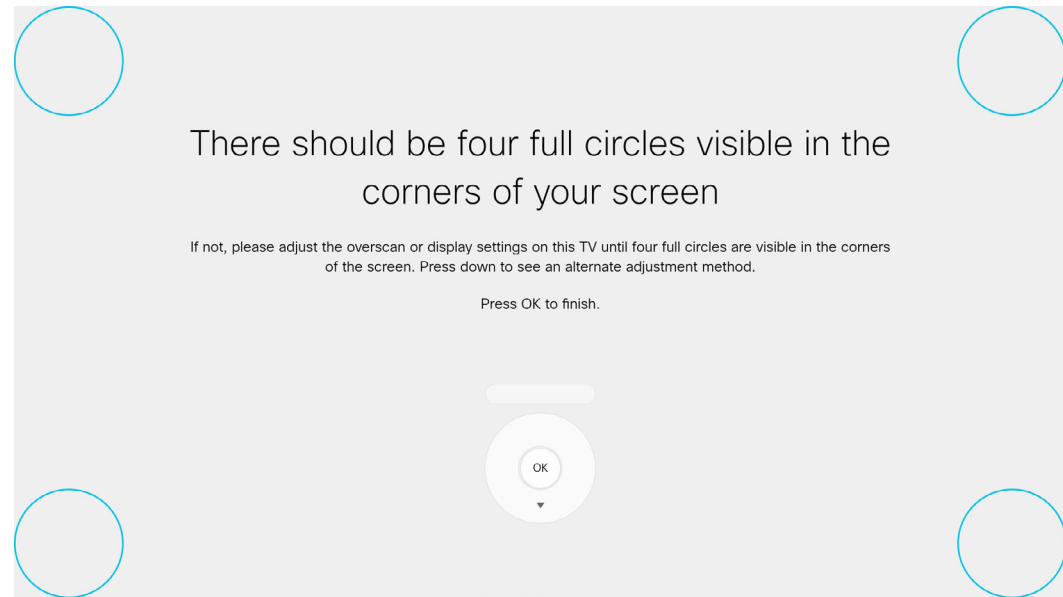 There should be four full circles visible in the
corners of your screen
If not, please adjust the overscan or display settings on this TV until four full circles are visible in the corners
of the screen. Press down to see an alternate adjustment method.
Press OK to finish.
OK